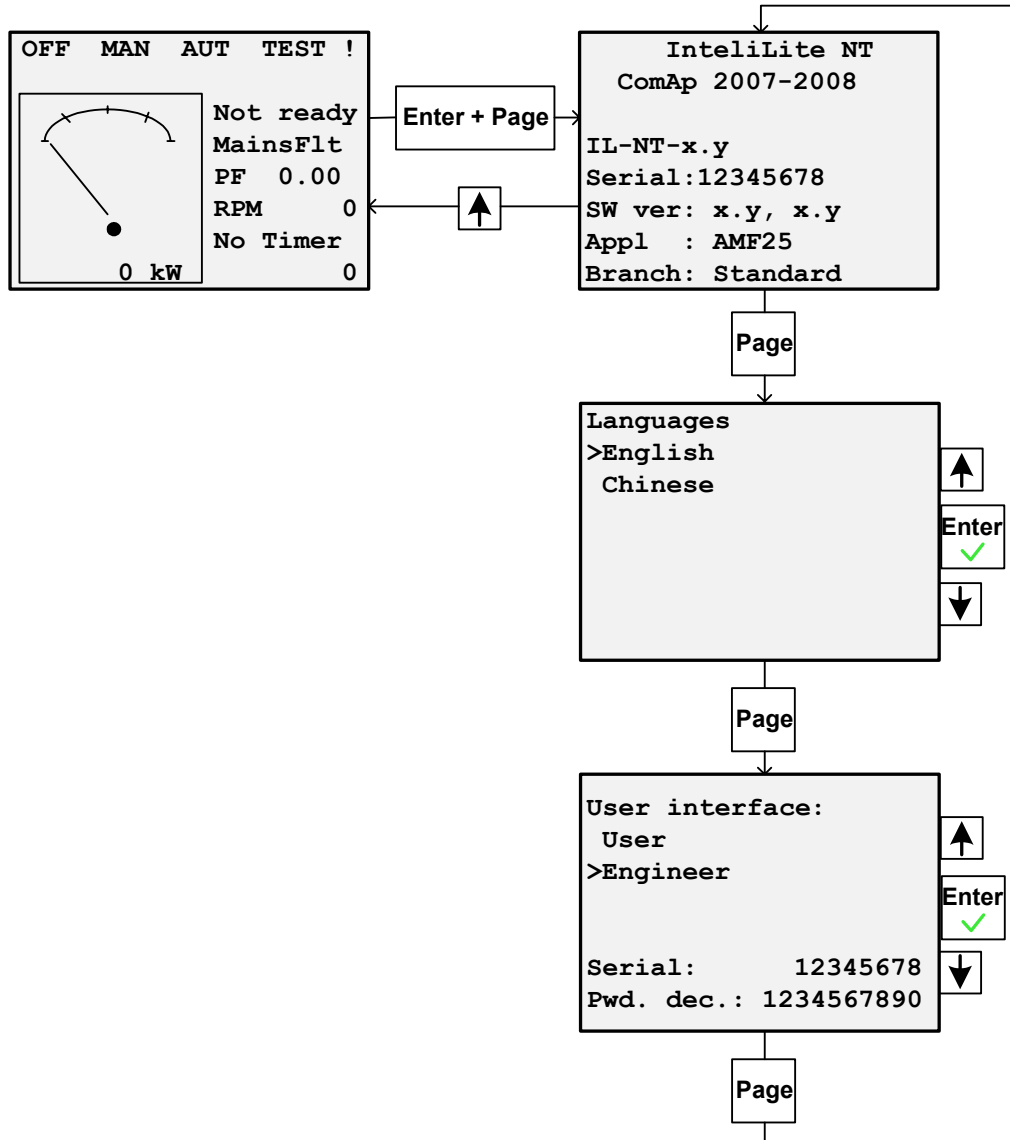 OFF MAN AUT TEST !
Not ready
MainsFlt
PF 0.00
RPM 0
No Timer
0 kW 0
Enter + Page
InteliLite NT
ComAp 2007-2008
IL-NT-x.y
Serial:12345678
SW ver: x.y, x.y
Appl : AMF25
Branch: Standard
Page
Languages
>English
Chinese
Enter
Page
User interface:
User
>Engineer
Serial: 12345678
Pwd. dec.: 1234567890
Enter
Page